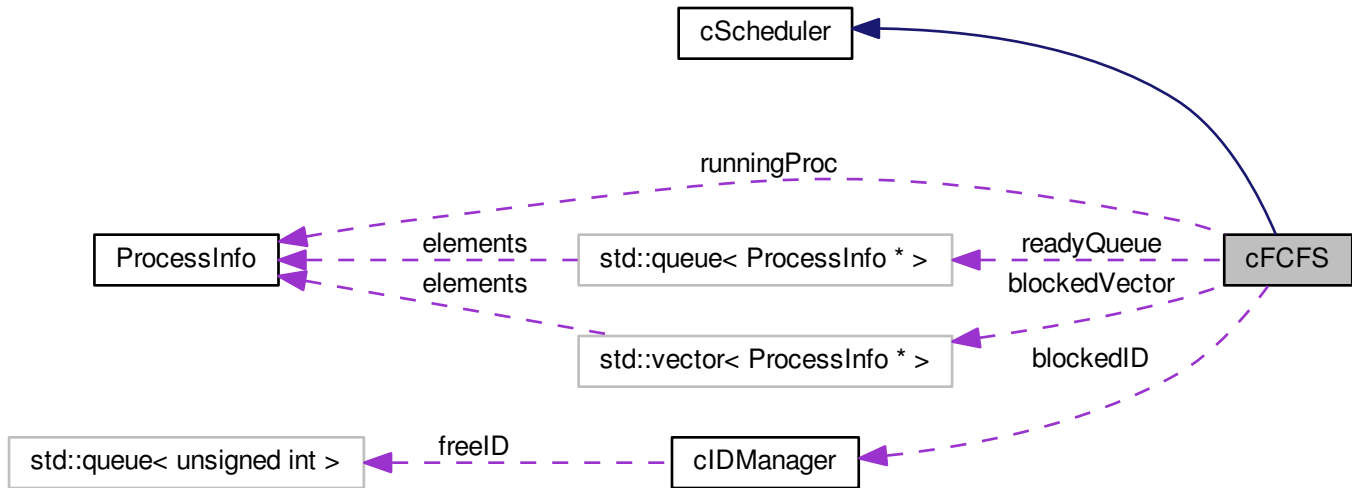 cScheduler
runningProc
ProcessInfo
elements
std::queue< ProcessInfo * >
readyQueue
cFCFS
elements
blockedVector
std::vector< ProcessInfo * >
blockedID
std::queue< unsigned int >
freeID
cIDManager